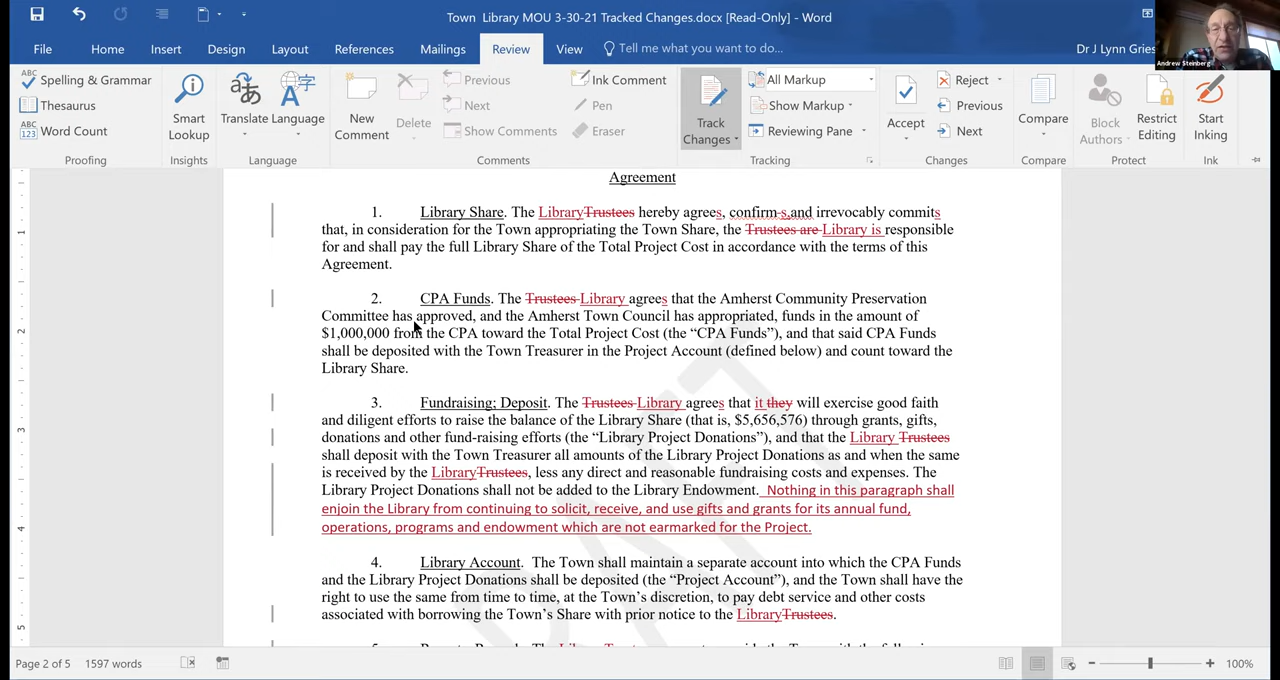 Town Library MOU 3-30-21 Tracked Changes.docx [Read-Only] - Word
File Home Insert Design Layout References Mailings Review View Tell me what you want to do... Dr J Lynn Gries
Andrew Steinberg
ABC Spelling & Grammar
Thesaurus
ABC 123 Word Count
Proofing
Smart Lookup
Insights
Translate Language
Language
New Comment
Delete
Previous
Next
Show Comments
Ink Comment
Pen
Eraser
Comments
Track Changes
All Markup
Show Markup
Reviewing Pane
Tracking
Accept
Reject
Previous
Next
Changes
Compare
Compare
Block Authors
Restrict Editing
Protect
Start Inking
Ink
Agreement
1. Library Share. The LibraryTrustees hereby agrees, confirm s,and irrevocably commits
that, in consideration for the Town appropriating the Town Share, the Trustees are Library is responsible
for and shall pay the full Library Share of the Total Project Cost in accordance with the terms of this
Agreement.
2. CPA Funds. The Trustees Library agrees that the Amherst Community Preservation
Committee has approved, and the Amherst Town Council has appropriated, funds in the amount of
$1,000,000 from the CPA toward the Total Project Cost (the “CPA Funds”), and that said CPA Funds
shall be deposited with the Town Treasurer in the Project Account (defined below) and count toward the
Library Share.
3. Fundraising; Deposit. The Trustees Library agrees that it they will exercise good faith
and diligent efforts to raise the balance of the Library Share (that is, $5,656,576) through grants, gifts,
donations and other fund-raising efforts (the “Library Project Donations”), and that the Library Trustees
shall deposit with the Town Treasurer all amounts of the Library Project Donations as and when the same
is received by the LibraryTrustees, less any direct and reasonable fundraising costs and expenses. The
Library Project Donations shall not be added to the Library Endowment. Nothing in this paragraph shall
enjoin the Library from continuing to solicit, receive, and use gifts and grants for its annual fund,
operations, programs and endowment which are not earmarked for the Project.
4. Library Account. The Town shall maintain a separate account into which the CPA Funds
and the Library Project Donations shall be deposited (the “Project Account”), and the Town shall have the
right to use the same from time to time, at the Town’s discretion, to pay debt service and other costs
associated with borrowing the Town’s Share with prior notice to the LibraryTrustees.
DRAFT
Page 2 of 5 1597 words 100%